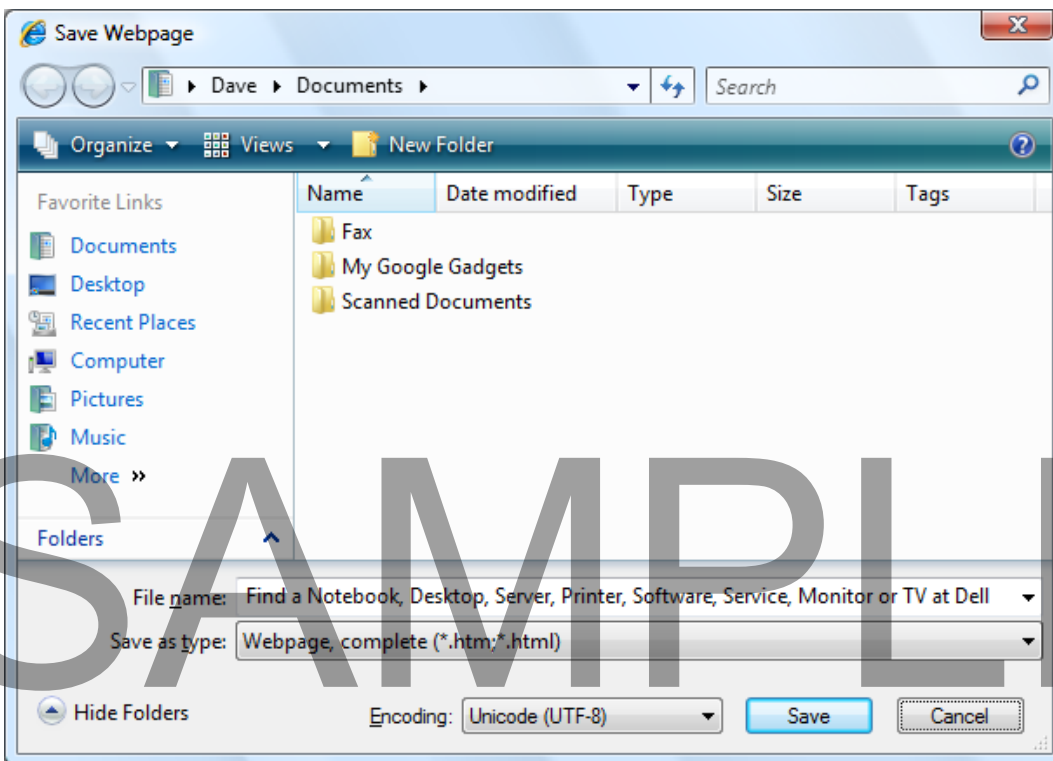 Save Webpage
Dave Documents Search
Organize Views New Folder
Favorite Links
Documents
Desktop
Recent Places
Computer
Pictures
Music
More »
Folders
Name Date modified Type Size Tags
Fax
My Google Gadgets
Scanned Documents
File name: Find a Notebook, Desktop, Server, Printer, Software, Service, Monitor or TV at Dell
Save as type: Webpage, complete (*.htm;*.html)
Hide Folders Encoding: Unicode (UTF-8) Save Cancel
SAMPL